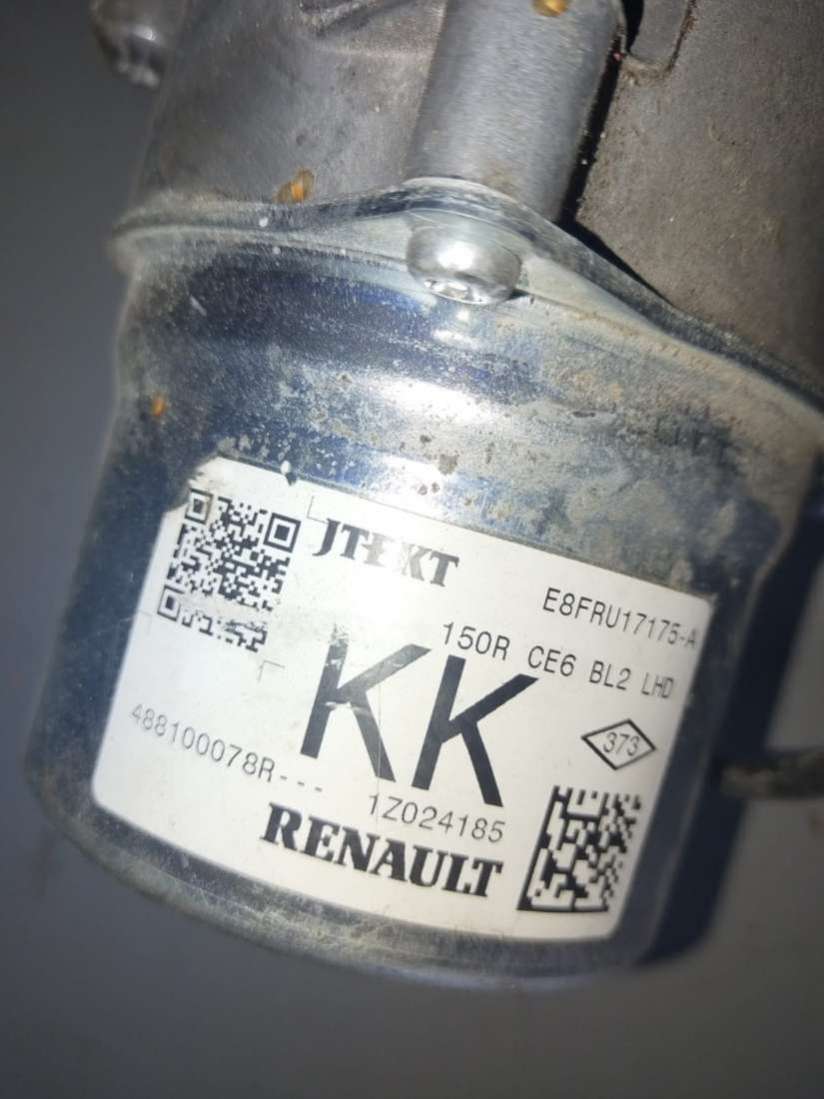 JTEKT
E8FRU17175-A
150R CE6 BL2 LHD
KK
373
488100078R---
1Z024185
RENAULT